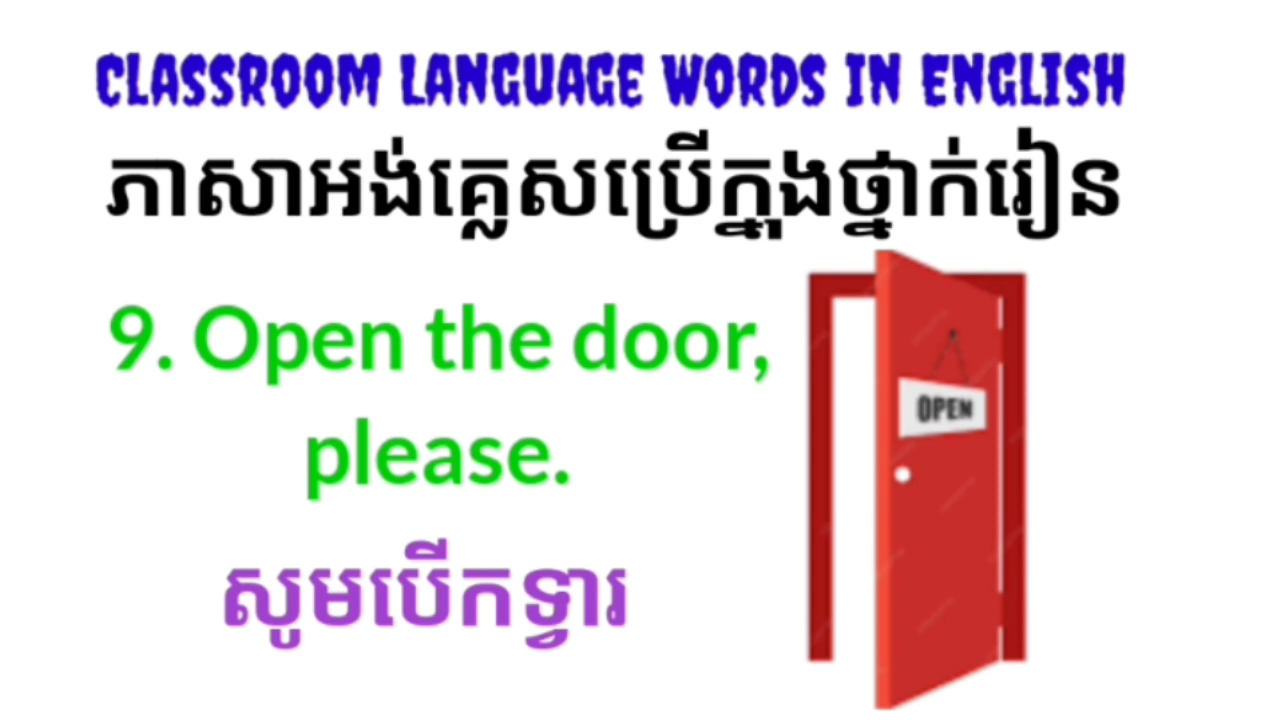 CLASSROOM LANGUAGE WORDS IN ENGLISH
ភាសាអង់គ្លេសប្រើក្នុងថ្នាក់រៀន
9. Open the door,
please.
សូមបើកទ្វារ
OPEN